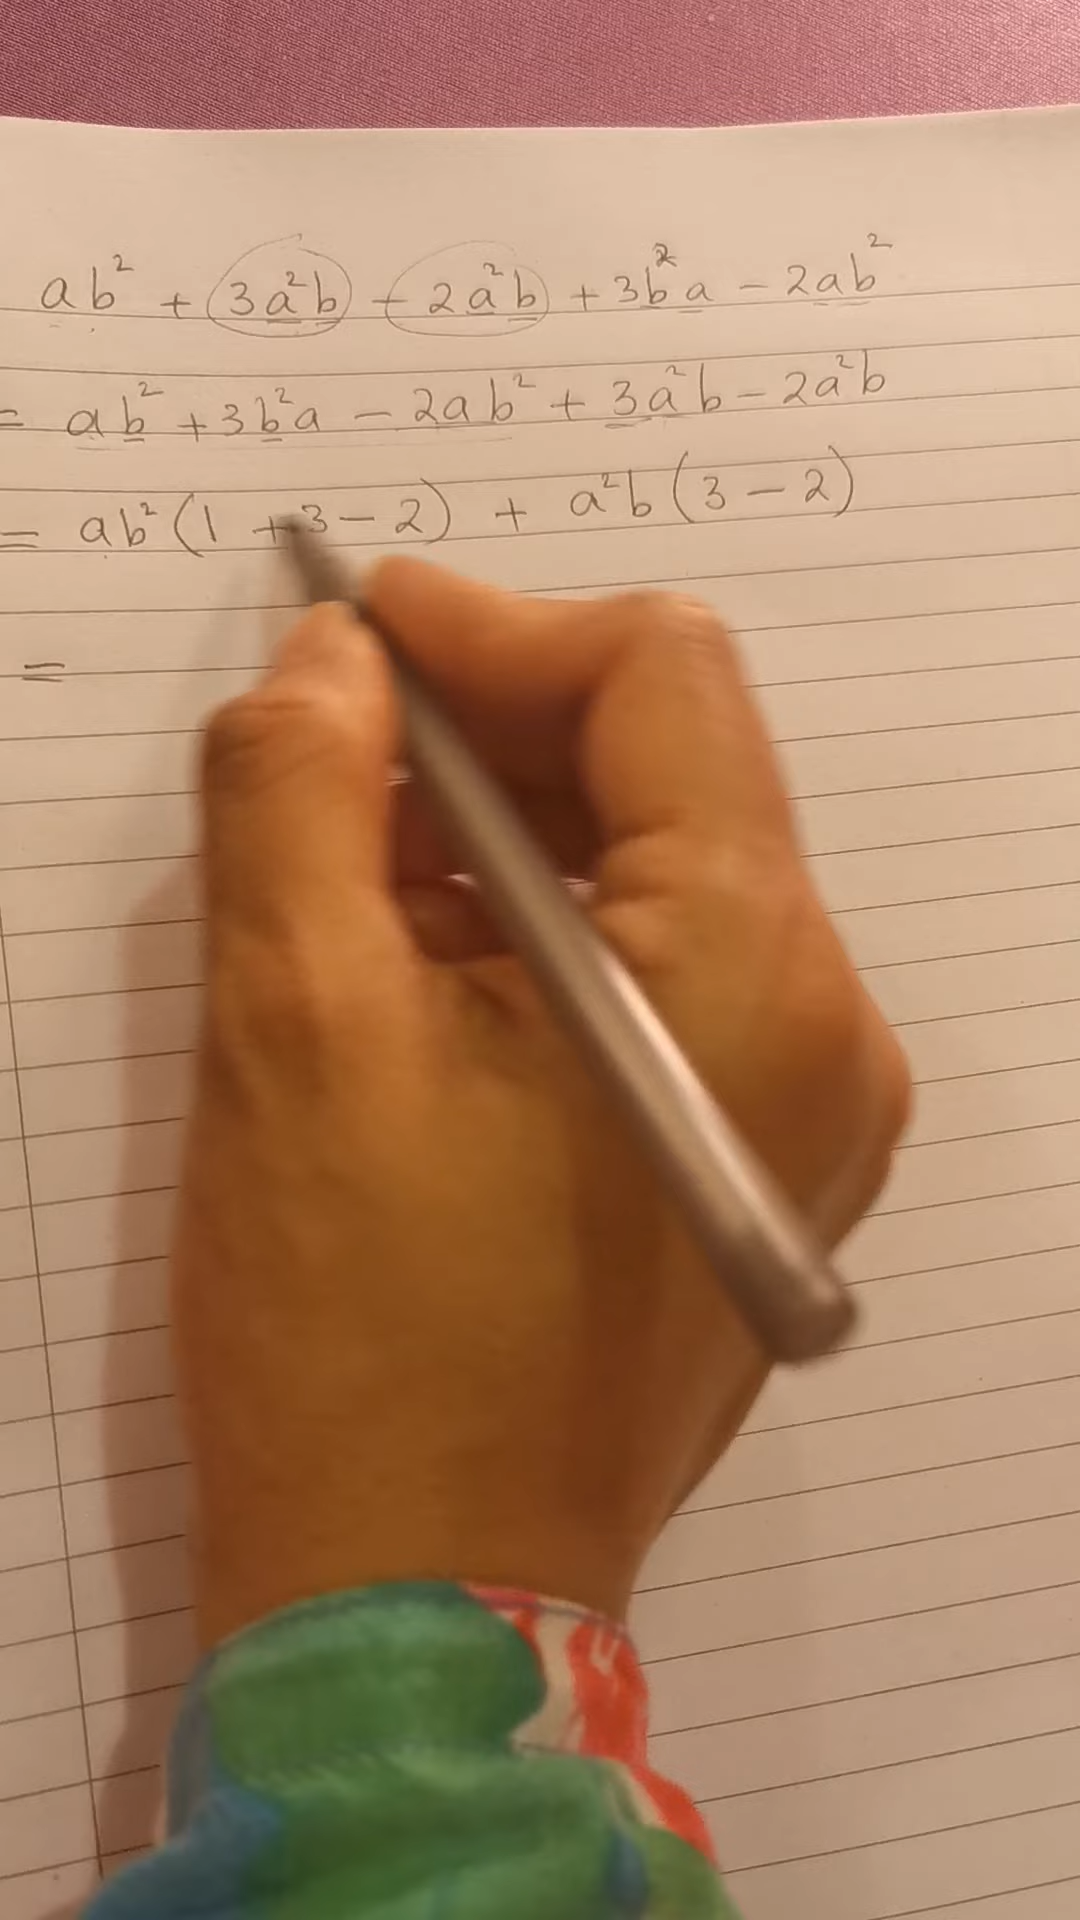 ab² + 3a²b - 2a²b + 3b²a - 2ab²
= ab² + 3b²a - 2ab² + 3a²b - 2a²b
= ab² (1 + 3 - 2) + a²b (3 - 2)
=